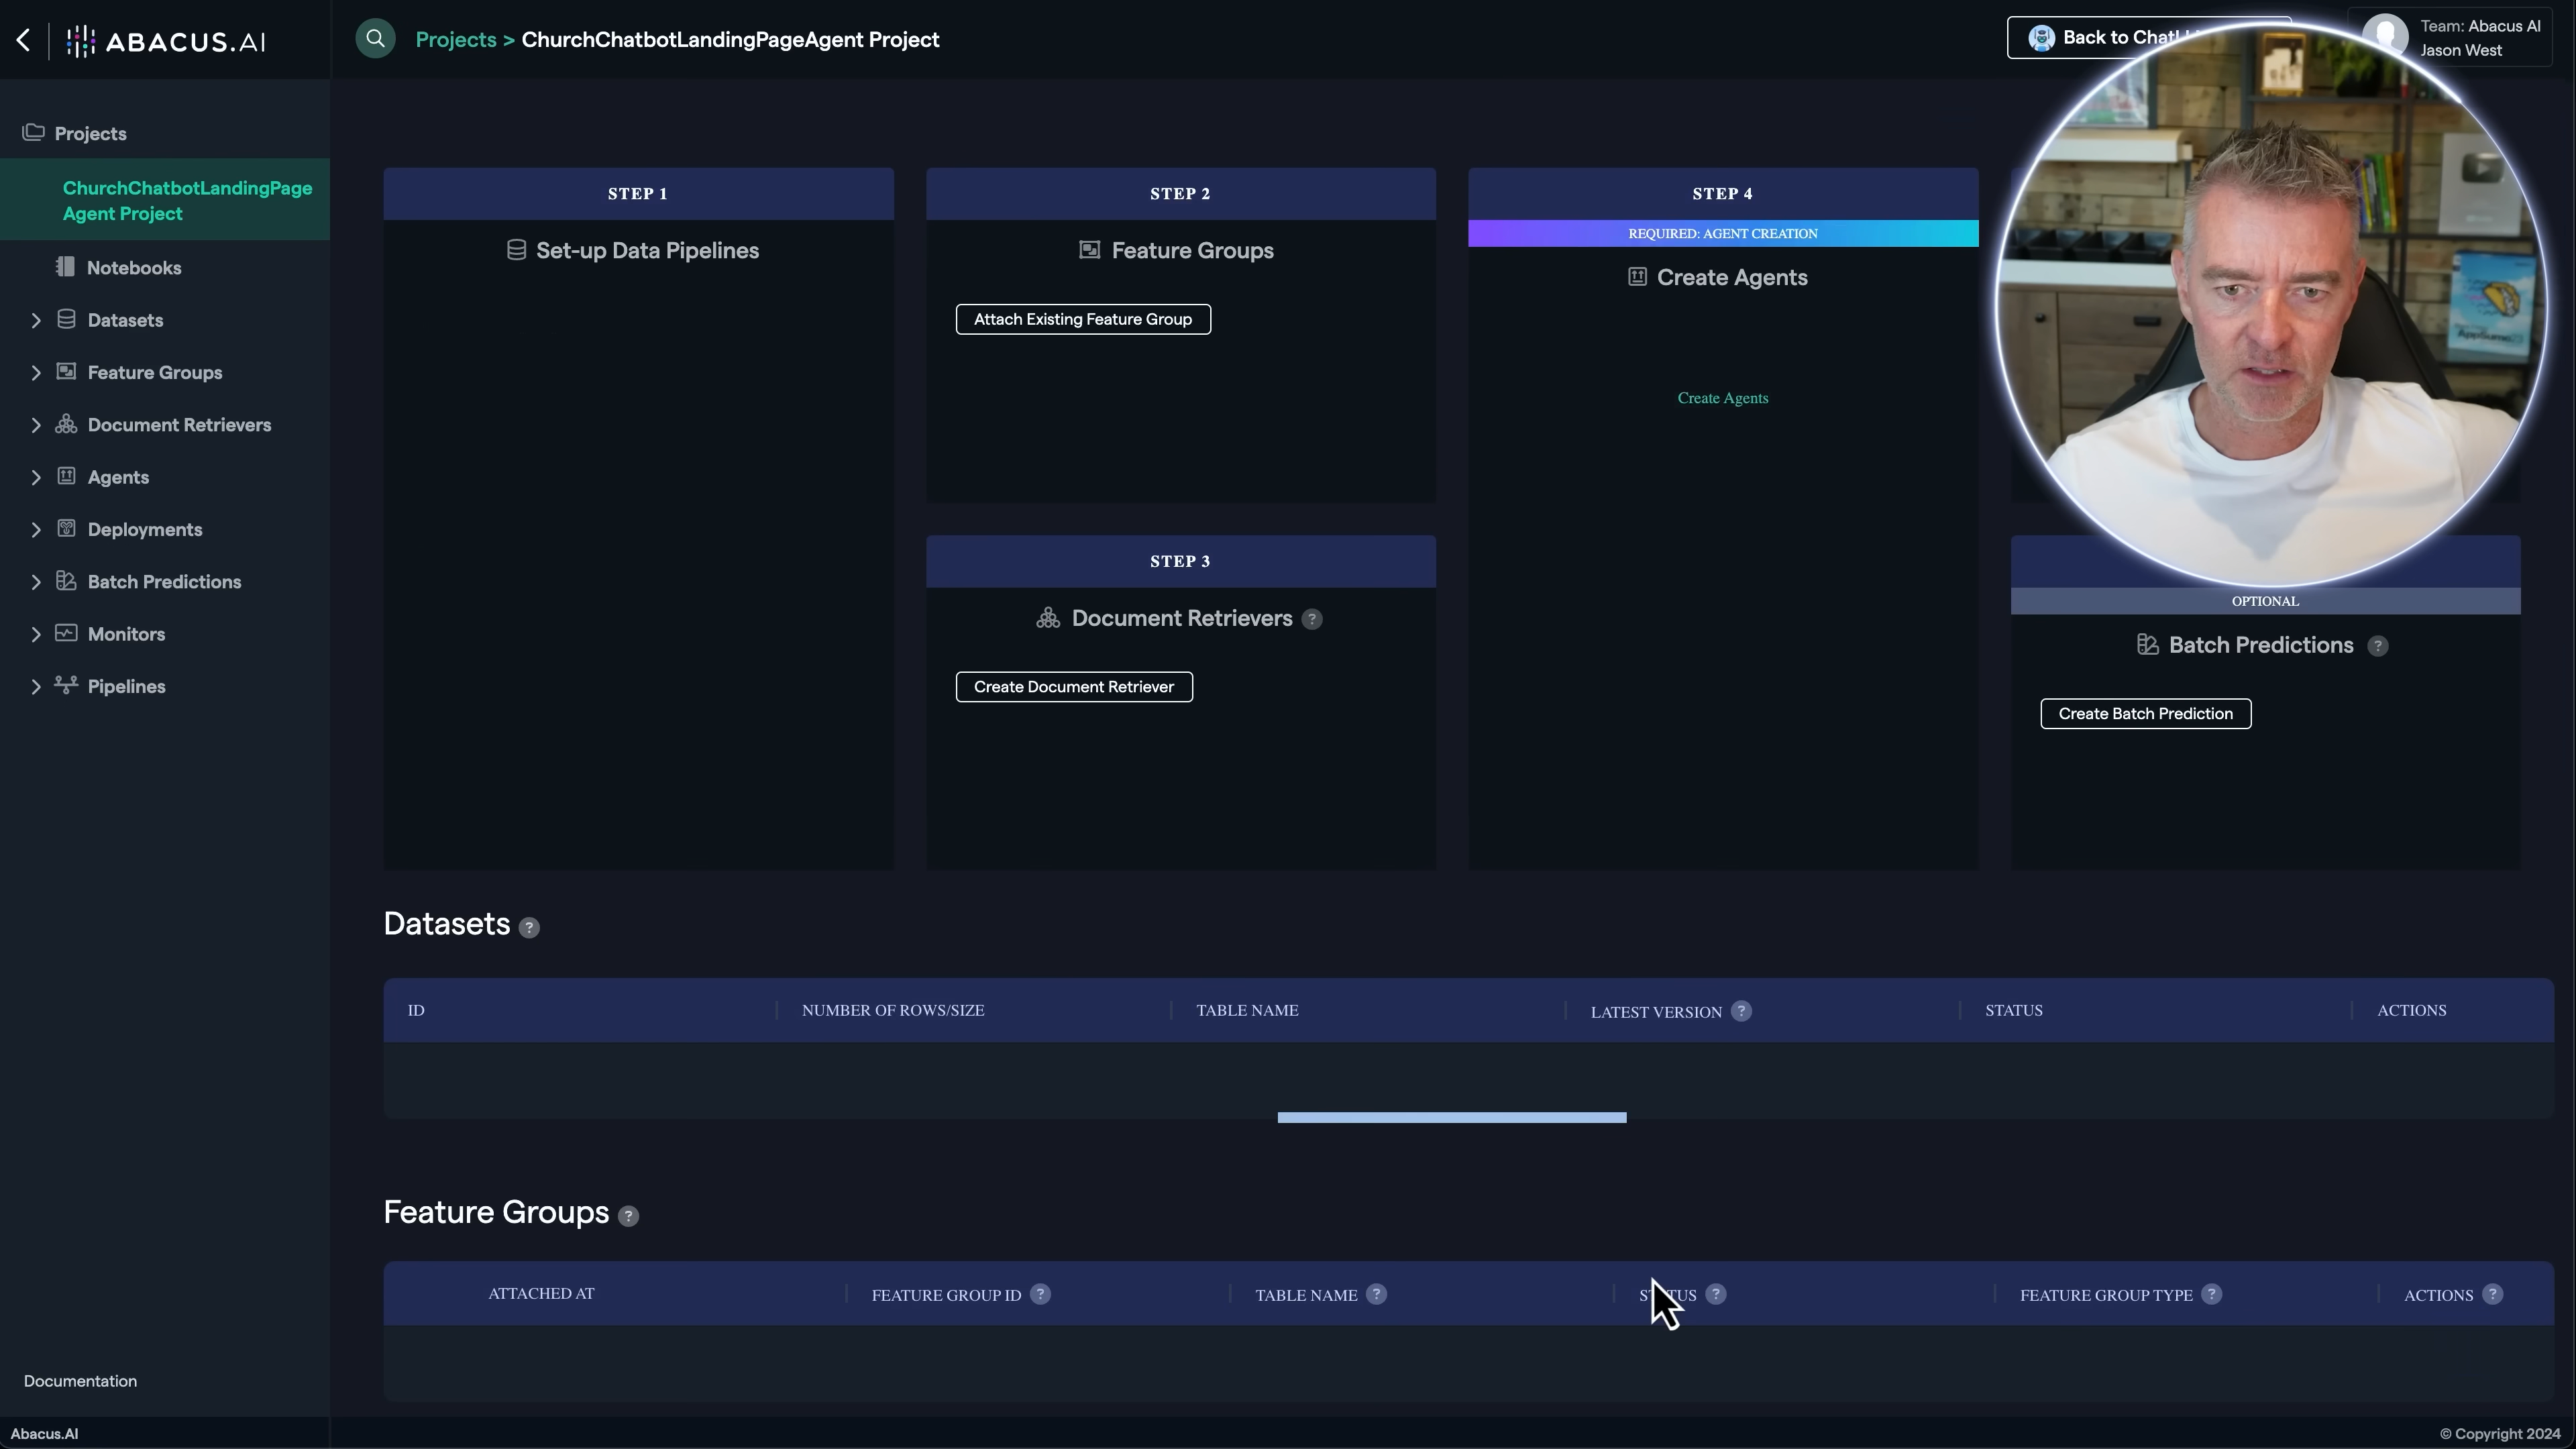 ABACUS.AI
Projects > ChurchChatbotLandingPageAgent Project
Back to Chat
Team: Abacus AI
Jason West
Projects
ChurchChatbotLandingPage
Agent Project
Notebooks
Datasets
Feature Groups
Document Retrievers
Agents
Deployments
Batch Predictions
Monitors
Pipelines
Documentation
STEP 1
Set-up Data Pipelines
STEP 2
Feature Groups
Attach Existing Feature Group
STEP 3
Document Retrievers ?
Create Document Retriever
STEP 4
REQUIRED: AGENT CREATION
Create Agents
Create Agents
OPTIONAL
Batch Predictions ?
Create Batch Prediction
Datasets ?
ID NUMBER OF ROWS/SIZE TABLE NAME LATEST VERSION ? STATUS ACTIONS
Feature Groups ?
ATTACHED AT FEATURE GROUP ID ? TABLE NAME ? STATUS ? FEATURE GROUP TYPE ? ACTIONS ?
Abacus.AI
© Copyright 2024